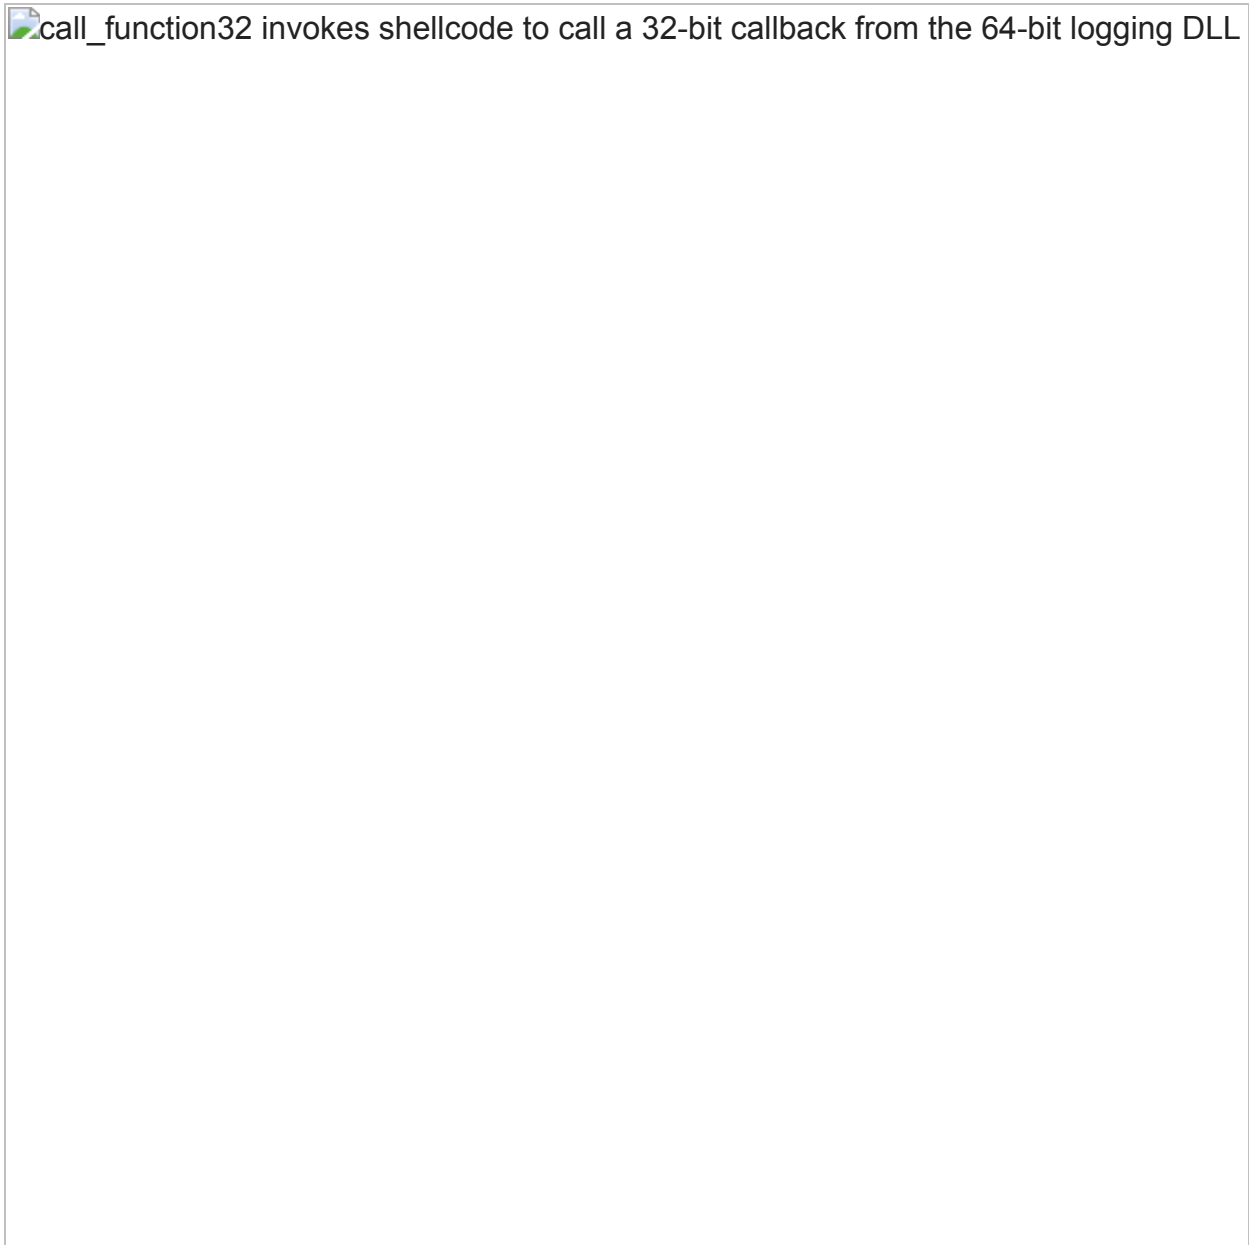 call_function32 invokes shellcode to call a 32-bit callback from the 64-bit logging DLL